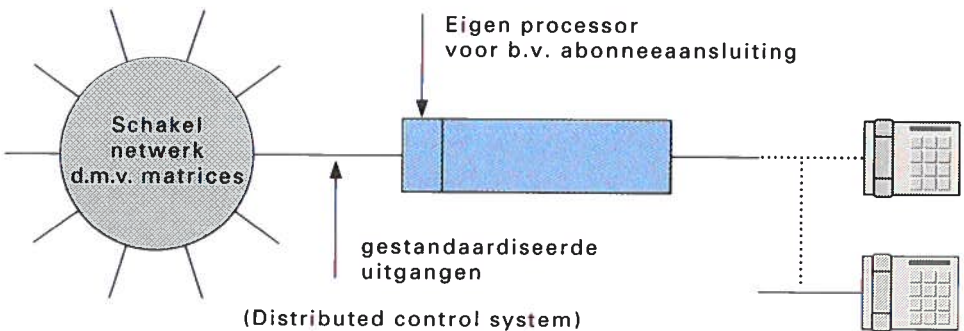 Eigen processor
voor b.v. abonneeaansluiting
Schakel
netwerk
d.m.v. matrices
gestandaardiseerde
uitgangen
(Distributed control system)